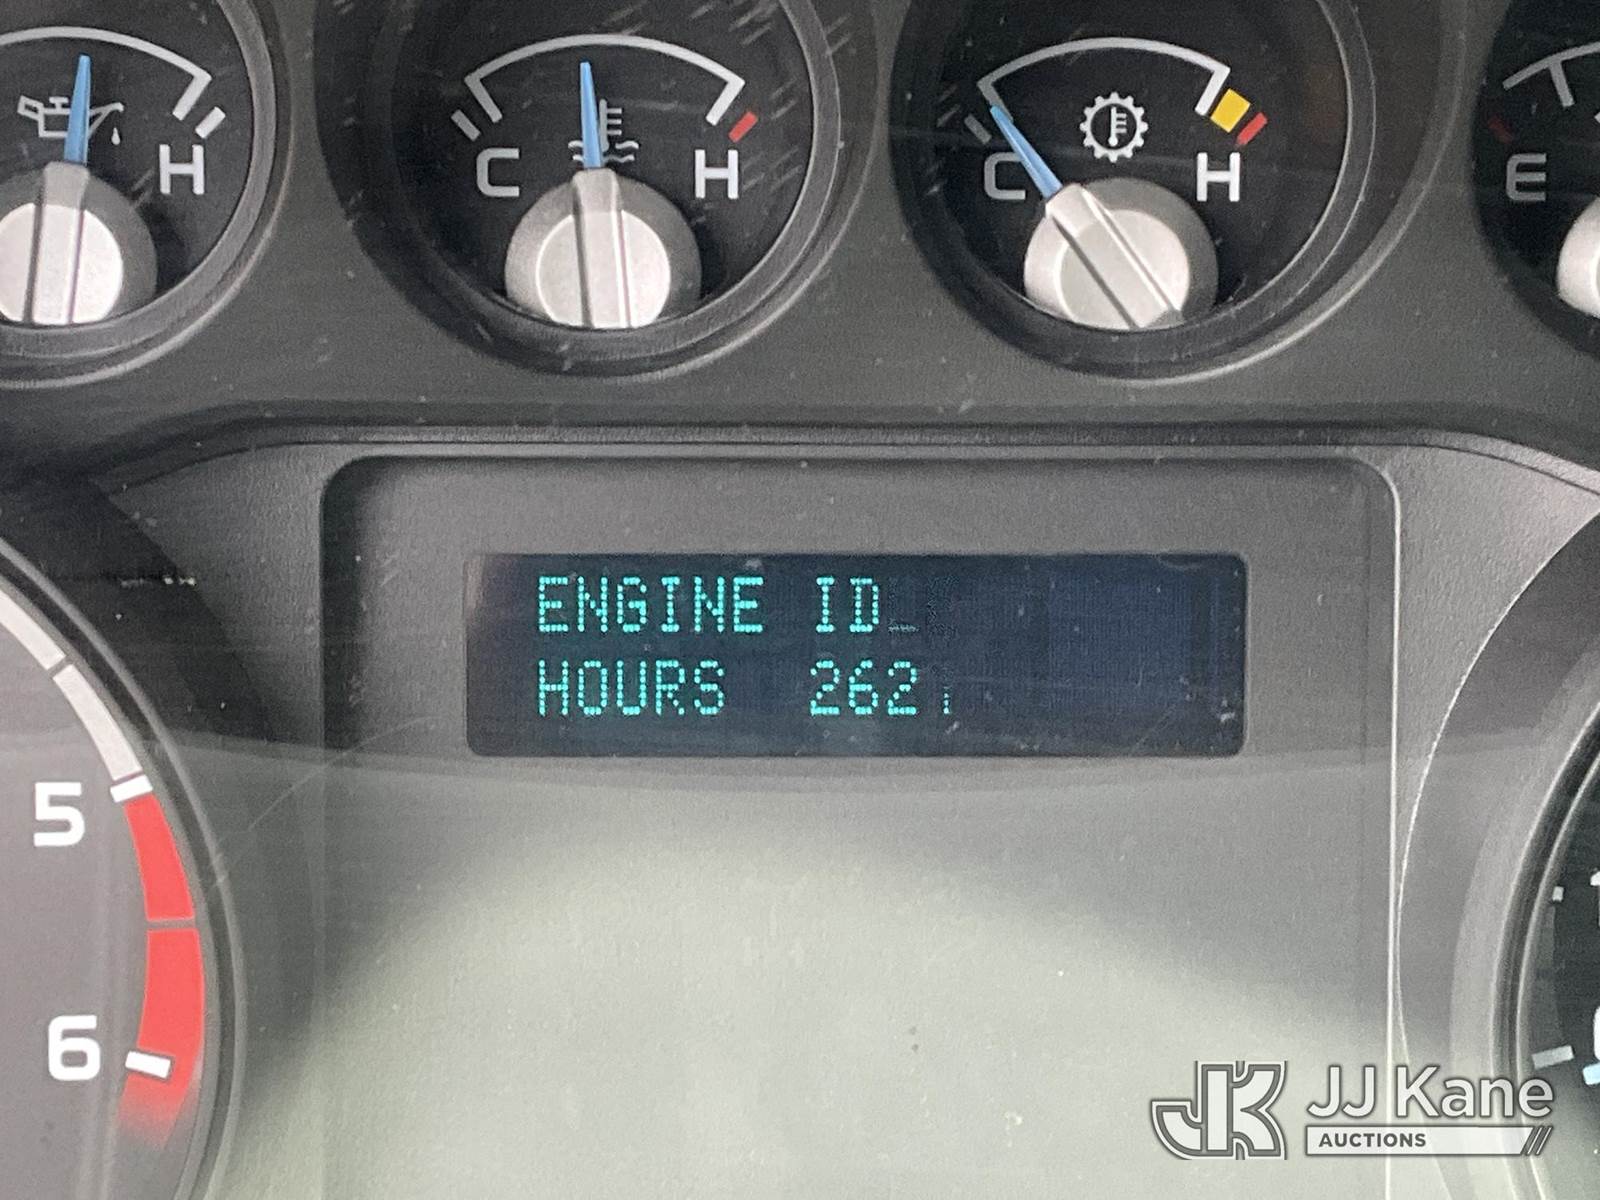 H
C H
C H
E
ENGINE ID
HOURS 262
5
6
JJ Kane
AUCTIONS